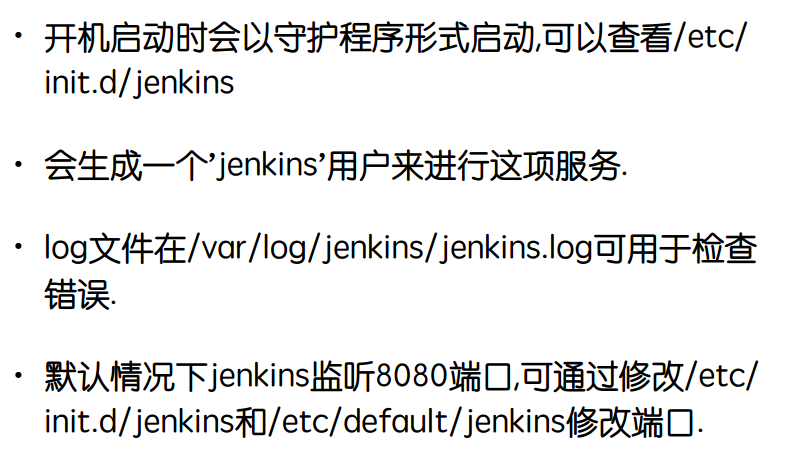 • 开机启动时会以守护程序形式启动,可以查看/etc/
init.d/jenkins
• 会生成一个’jenkins’用户来进行这项服务.
• log文件在/var/log/jenkins/jenkins.log可用于检查
错误.
• 默认情况下jenkins监听8080端口,可通过修改/etc/
init.d/jenkins和/etc/default/jenkins修改端口.